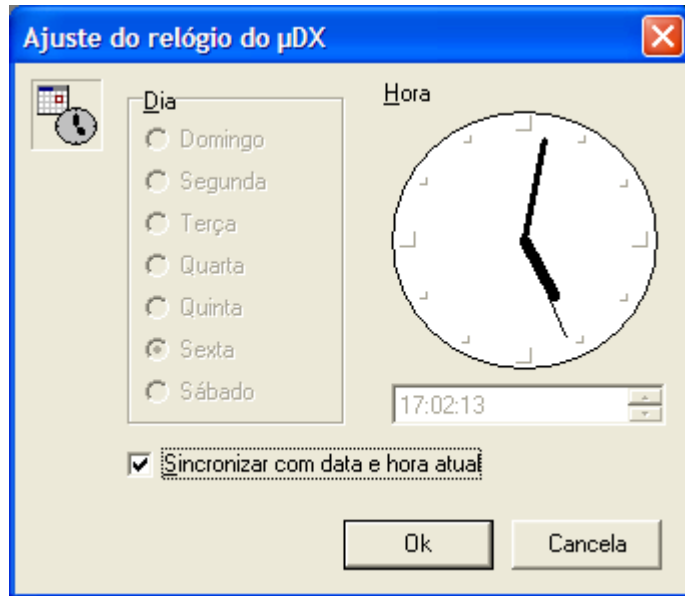 Ajuste do relógio do µDX
Dia
Domingo
Segunda
Terça
Quarta
Quinta
Sexta
Sábado
Hora
17:02:13
Sincronizar com data e hora atual
Ok
Cancela